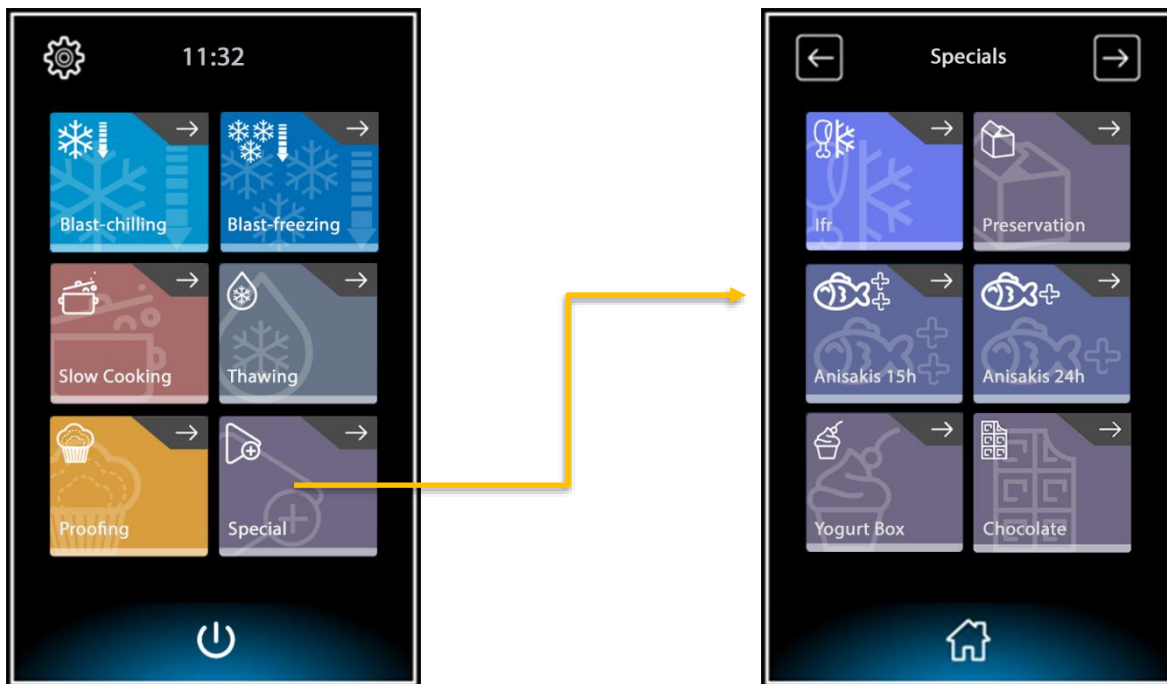 11:32
Blast-chilling
Blast-freezing
Slow Cooking
Thawing
Proofing
Special
Specials
Ifr
Preservation
Anisakis 15h
Anisakis 24h
Yogurt Box
Chocolate